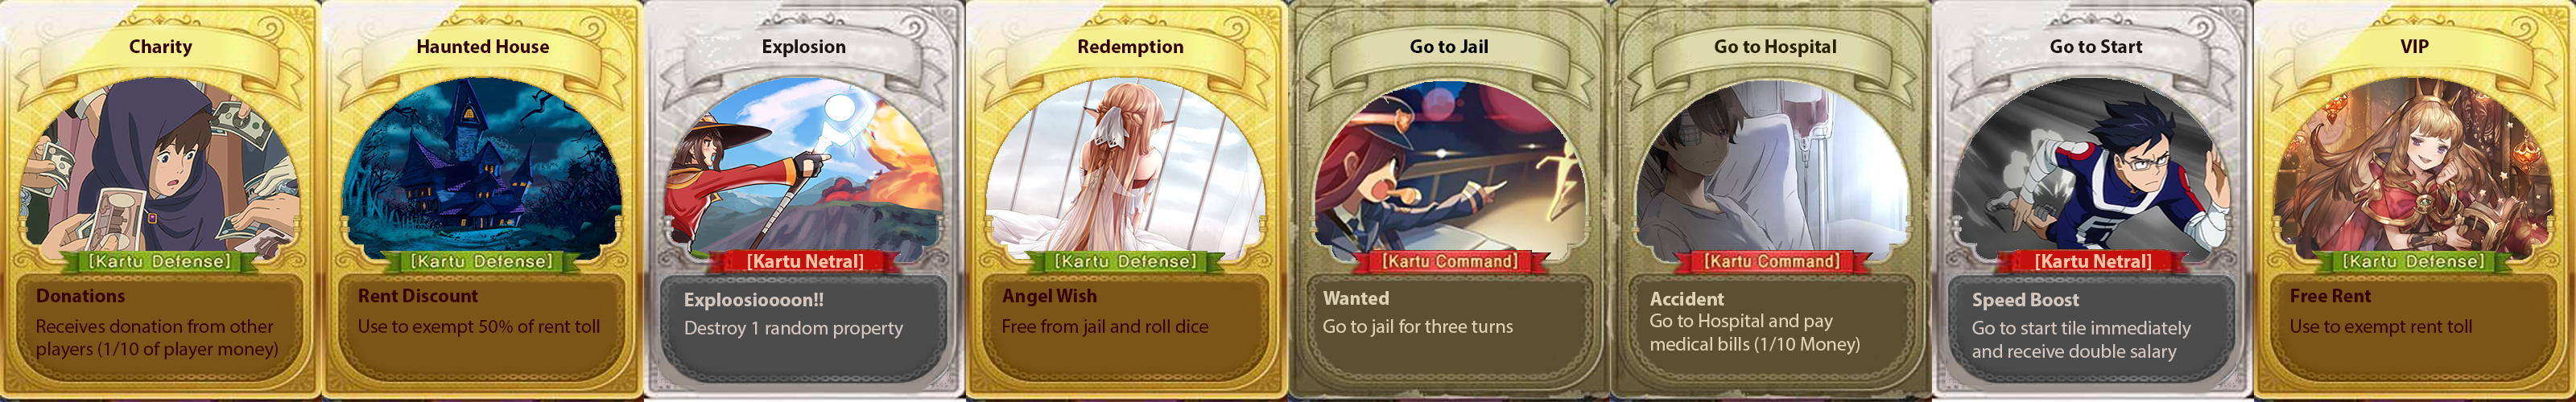 Charity
[Kartu Defense]
Donations
Receives donation from other
players (1/10 of player money)
Haunted House
[Kartu Defense]
Rent Discount
Use to exempt 50% of rent toll
Explosion
[Kartu Netral]
Exploosioooon!!
Destroy 1 random property
Redemption
[Kartu Defense]
Angel Wish
Free from jail and roll dice
Go to Jail
[Kartu Command]
Wanted
Go to jail for three turns
Go to Hospital
[Kartu Command]
Accident
Go to Hospital and pay
medical bills (1/10 Money)
Go to Start
[Kartu Netral]
Speed Boost
Go to start tile immediately
and receive double salary
VIP
[Kartu Defense]
Free Rent
Use to exempt rent toll